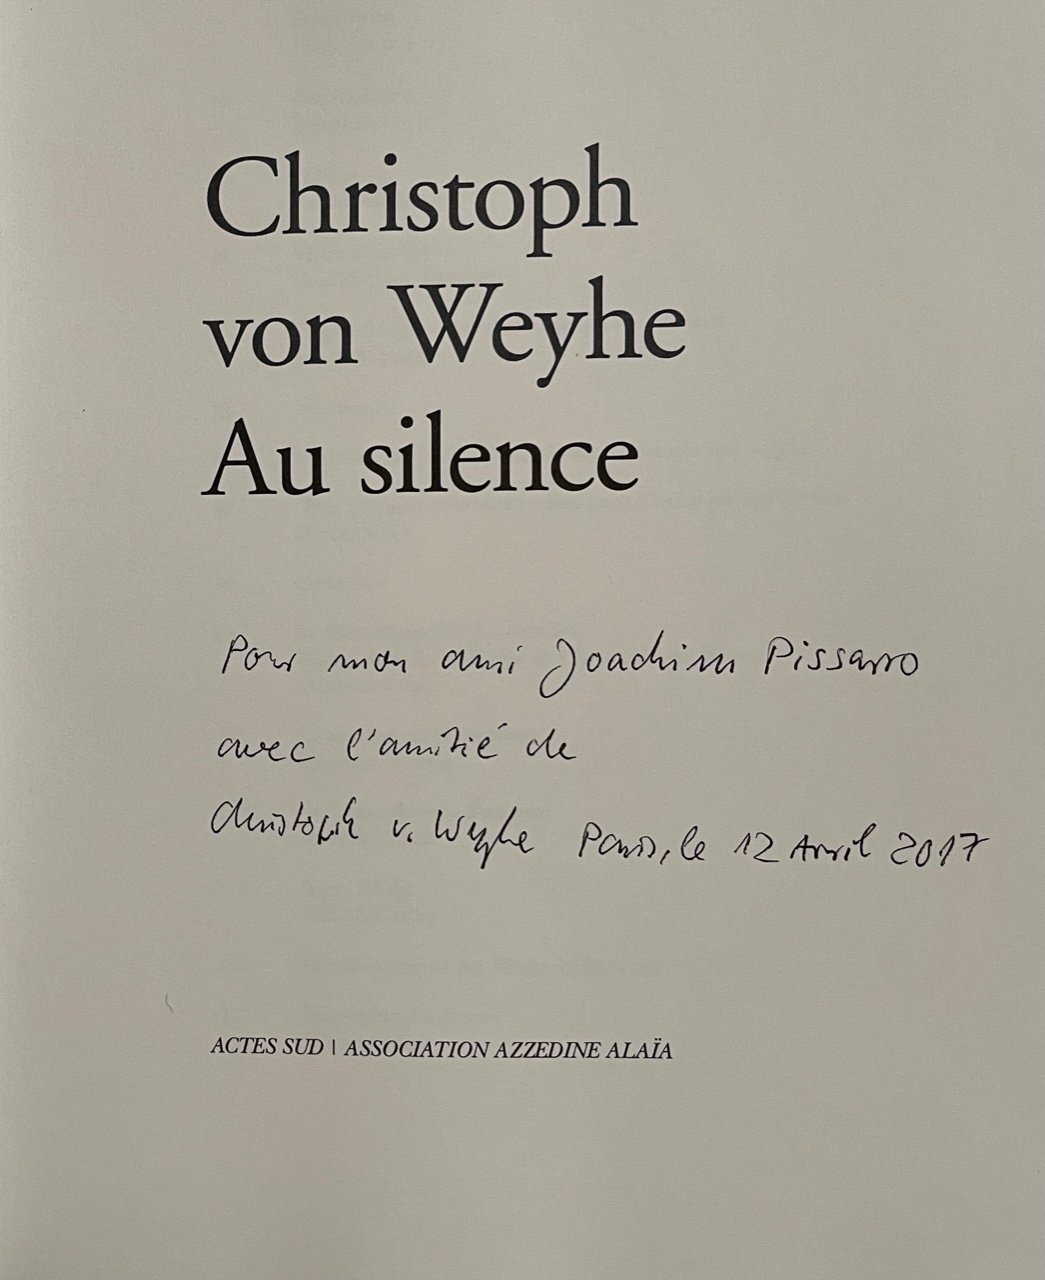 Christoph
von Weyhe
Au silence
Pour mon ami Joachim Pissarro
avec l'amitié de
Christoph v. Weyhe Paris, le 12 Avril 2017
ACTES SUD | ASSOCIATION AZZEDINE ALAÏA